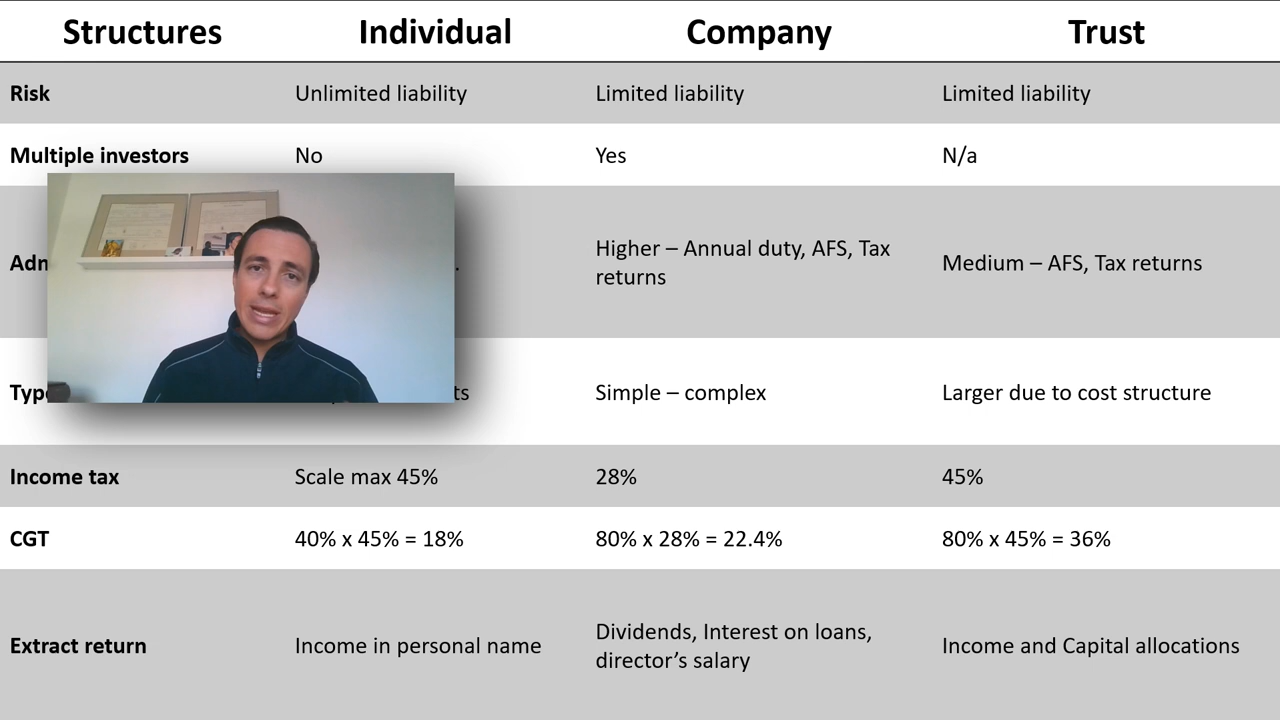 Structures Individual Company Trust
Risk Unlimited liability Limited liability Limited liability
Multiple investors No Yes N/a
Higher – Annual duty, AFS, Tax
returns
Medium – AFS, Tax returns
Simple – complex Larger due to cost structure
Income tax Scale max 45% 28% 45%
CGT 40% x 45% = 18% 80% x 28% = 22.4% 80% x 45% = 36%
Extract return Income in personal name Dividends, Interest on loans,
director’s salary
Income and Capital allocations